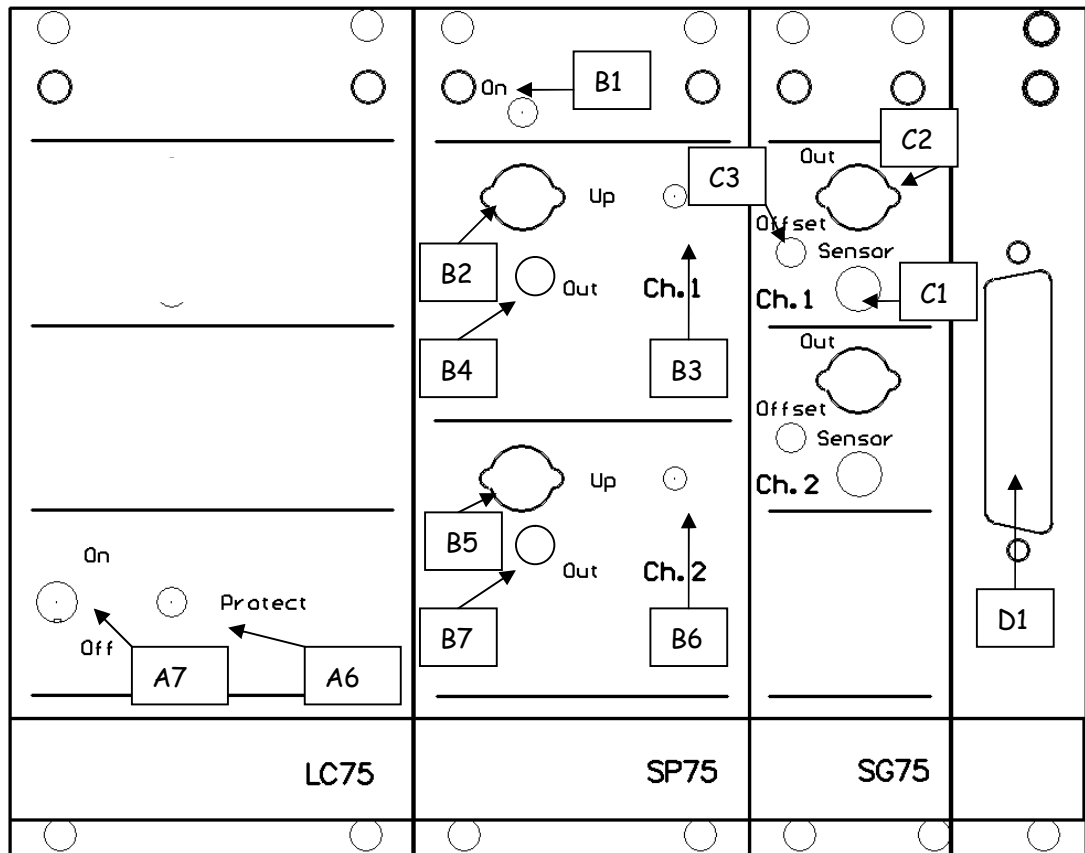 On
B1
Out
C2
C3
Up
Offset
Sensor
B2
Out
Ch.1
Ch.1
C1
B4
B3
Out
Offset
Sensor
Up
Ch.2
B5
On
Out
Ch.2
Protect
Off
A7
A6
B7
B6
D1
LC75
SP75
SG75